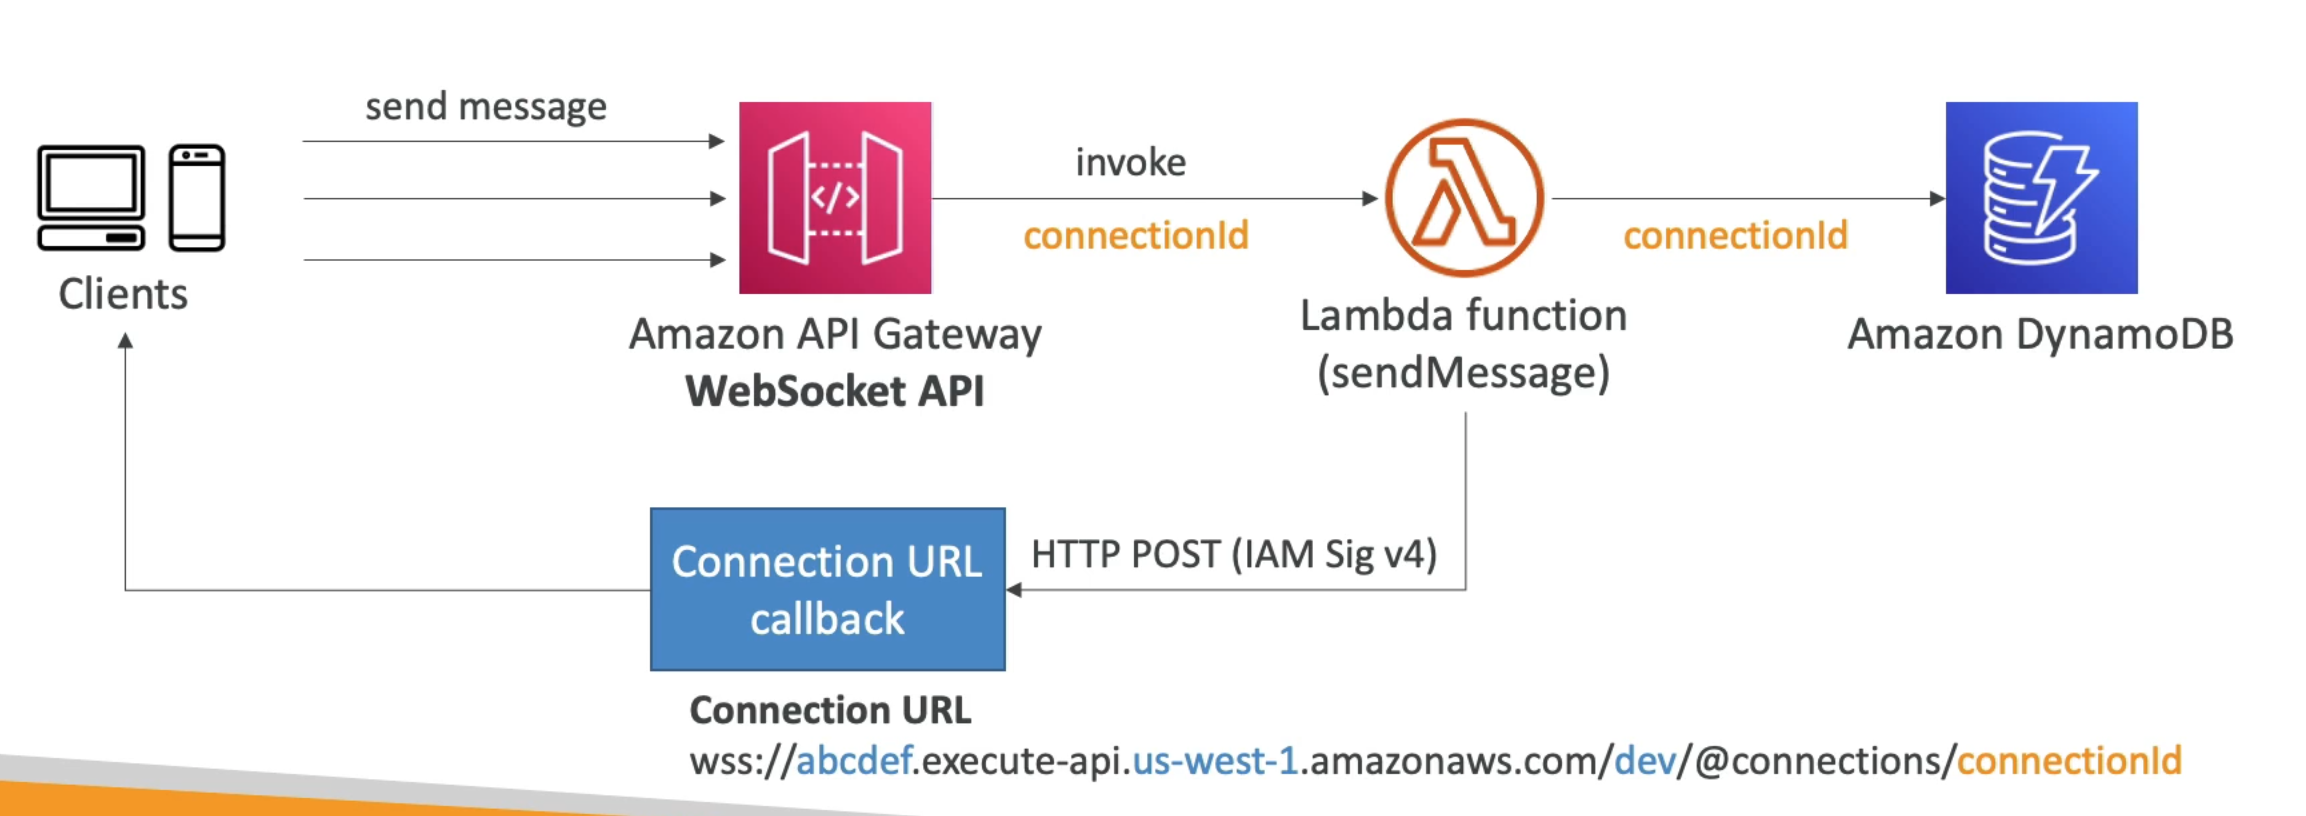 send message
invoke
connectionId
connectionId
</>
Clients
Amazon API Gateway
WebSocket API
Lambda function
(sendMessage)
Amazon DynamoDB
Connection URL
callback
HTTP POST (IAM Sig v4)
Connection URL
wss://abcdef.execute-api.us-west-1.amazonaws.com/dev/@connections/connectionId